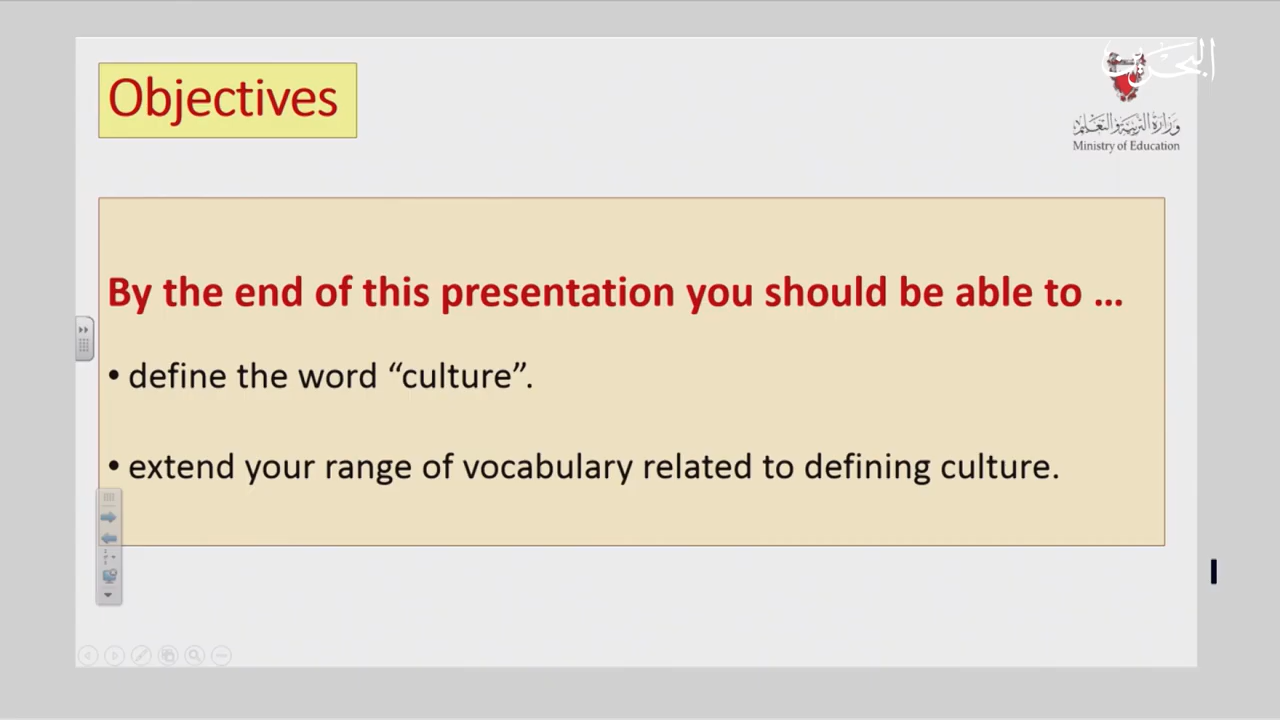 Objectives
البحرين
وزارة التربية والتعليم
Ministry of Education
By the end of this presentation you should be able to ...
• define the word “culture”.
• extend your range of vocabulary related to defining culture.